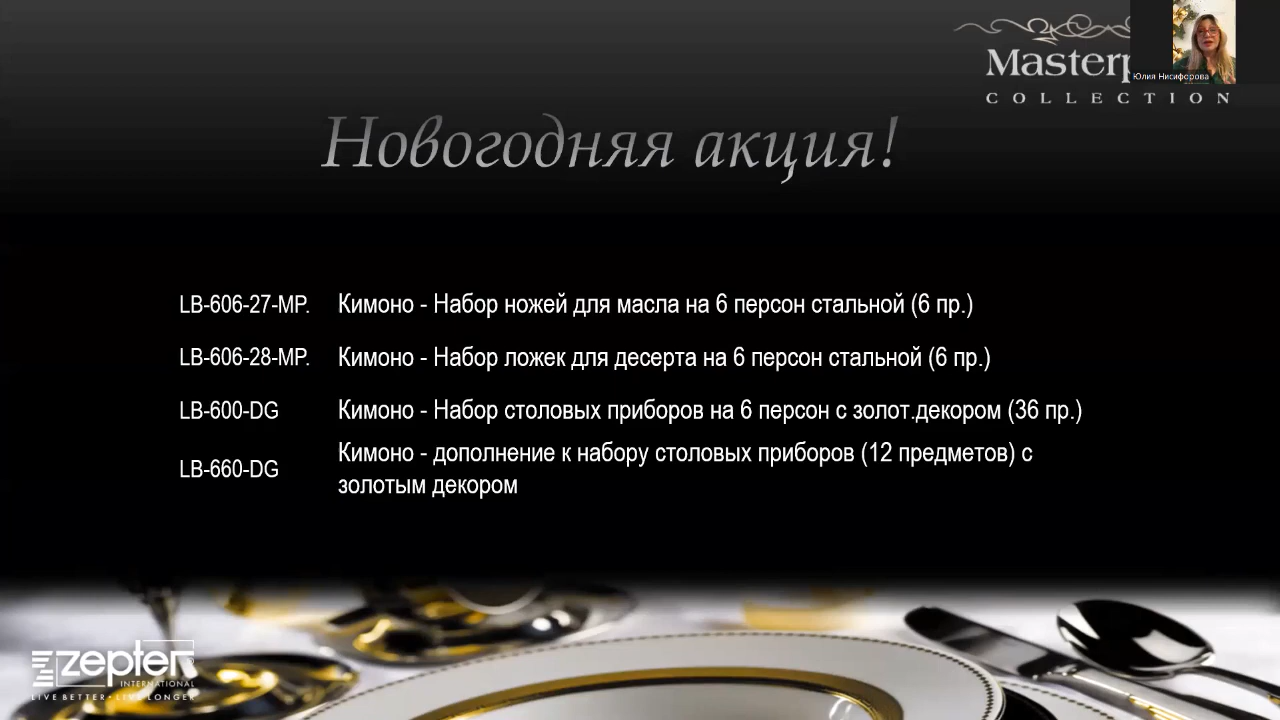 COLLECTION
Юлия Нисифорова
Новогодняя акция!
LB-606-27-MP. Кимоно - Набор ножей для масла на 6 персон стальной (6 пр.)
LB-606-28-MP. Кимоно - Набор ложек для десерта на 6 персон стальной (6 пр.)
LB-600-DG Кимоно - Набор столовых приборов на 6 персон с золот.декором (36 пр.)
LB-660-DG Кимоно - дополнение к набору столовых приборов (12 предметов) с
золотым декором
zepter
INTERNATIONAL
LIVE BETTER • LIVE LONGER